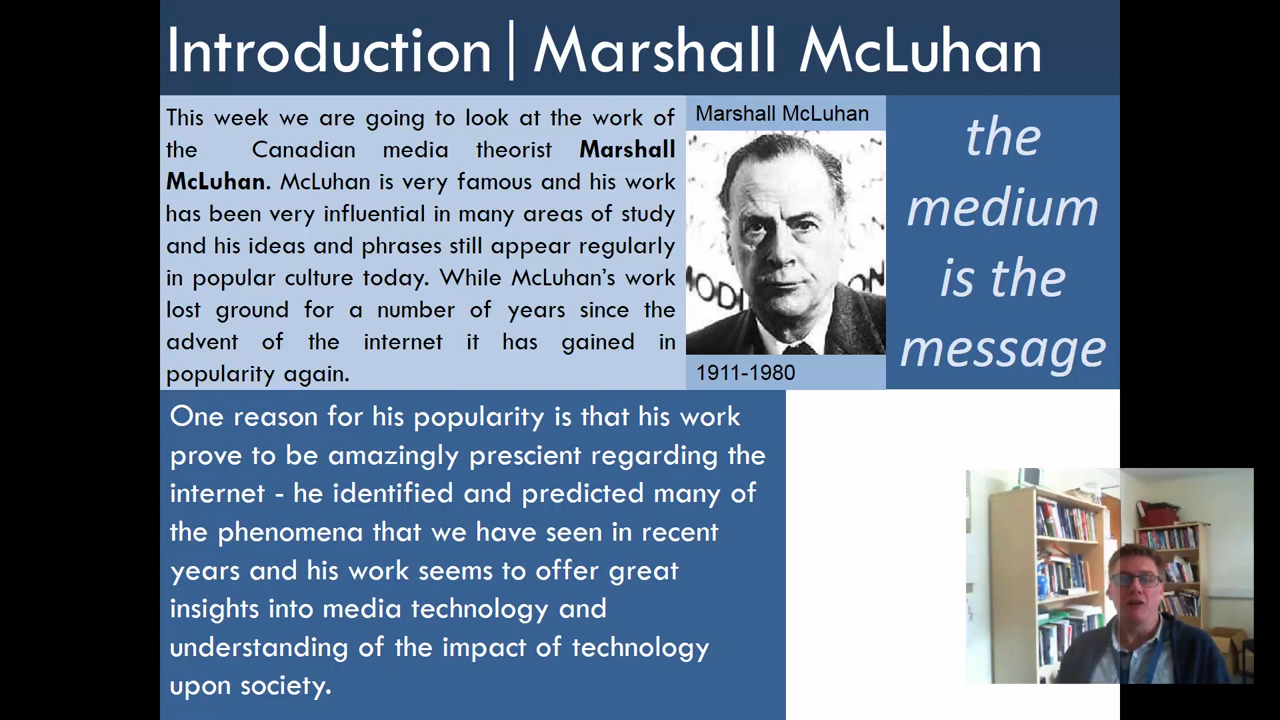 Introduction| Marshall McLuhan
This week we are going to look at the work of
the Canadian media theorist Marshall
McLuhan. McLuhan is very famous and his work
has been very influential in many areas of study
and his ideas and phrases still appear regularly
in popular culture today. While McLuhan's work
lost ground for a number of years since the
advent of the internet it has gained in
popularity again.
Marshall McLuhan
1911-1980
the
medium
is the
message
One reason for his popularity is that his work
prove to be amazingly prescient regarding the
internet - he identified and predicted many of
the phenomena that we have seen in recent
years and his work seems to offer great
insights into media technology and
understanding of the impact of technology
upon society.